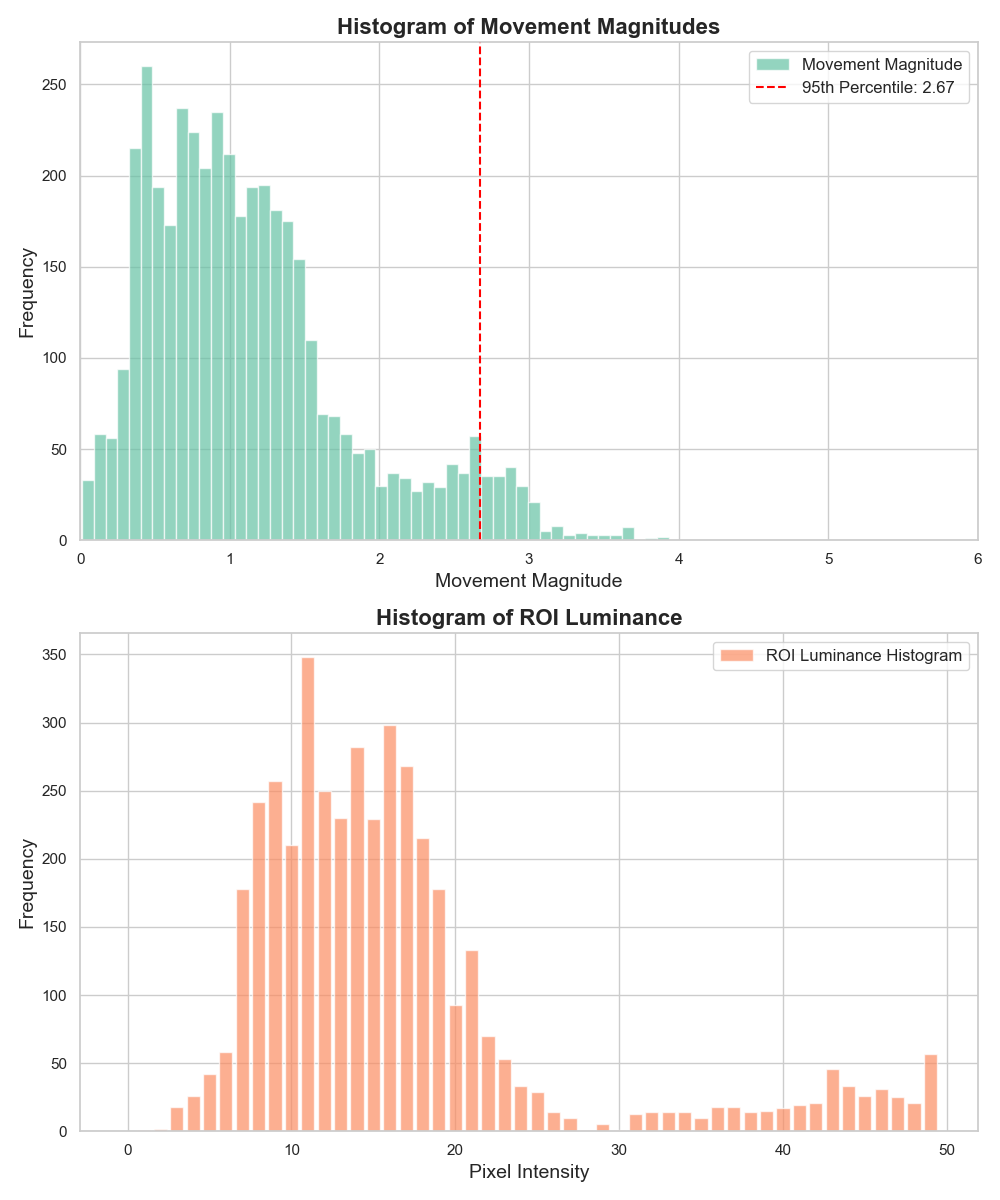 Histogram of Movement Magnitudes
Movement Magnitude
95th Percentile: 2.67
Frequency
250
200
150
100
50
0
0 1 2 3 4 5 6
Movement Magnitude
Histogram of ROI Luminance
ROI Luminance Histogram
Frequency
350
300
250
200
150
100
50
0
0 10 20 30 40 50
Pixel Intensity